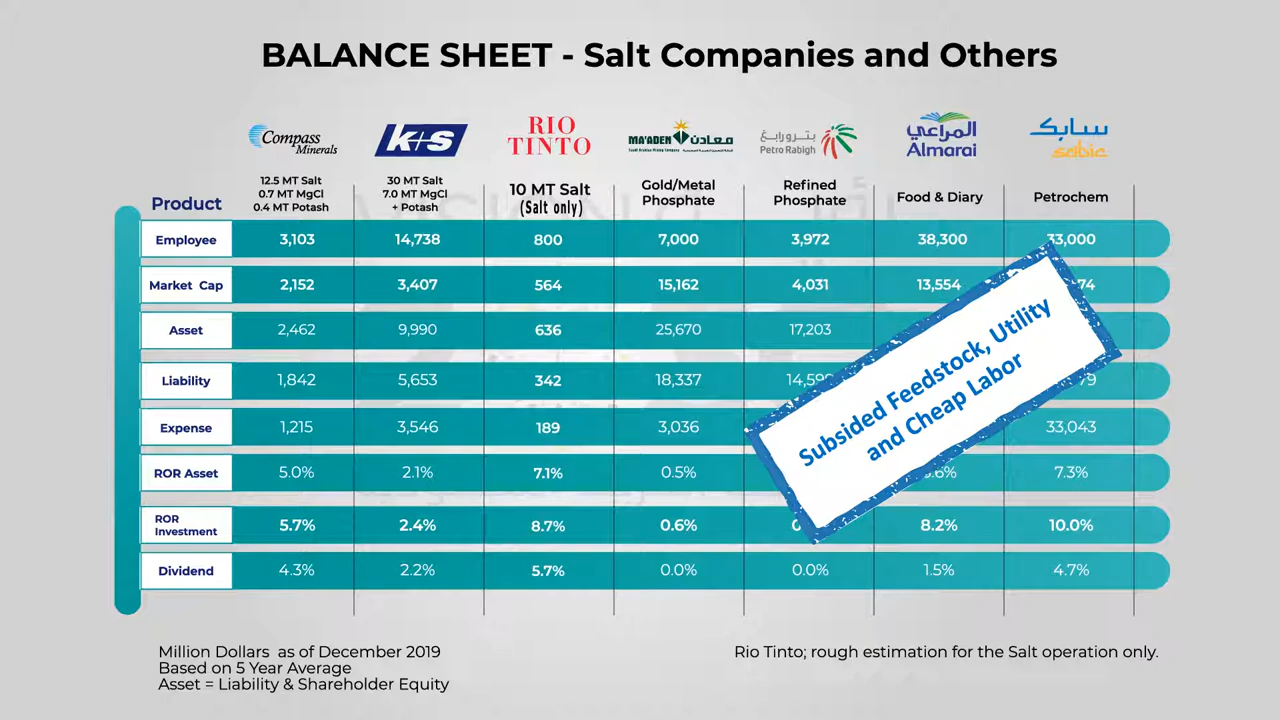 BALANCE SHEET - Salt Companies and Others
Compass Minerals
K+S
RIO TINTO
MA'ADEN معادن
Saudi Arabian Mining Company
بترورابغ
Petro Rabigh
المراعي
Almarai
سابك
sabic
Product
12.5 MT Salt
0.7 MT MgCl
0.4 MT Potash
30 MT Salt
7.0 MT MgCl
+ Potash
10 MT Salt
(Salt only)
Gold/Metal
Phosphate
Refined
Phosphate
Food & Diary
Petrochem
Employee 3,103 14,738 800 7,000 3,972 38,300 33,000
Market Cap 2,152 3,407 564 15,162 4,031 13,554
Asset 2,462 9,990 636 25,670 17,203
Liability 1,842 5,653 342 18,337
Expense 1,215 3,546 189 3,036 33,043
ROR Asset 5.0% 2.1% 7.1% 0.5% 7.3%
ROR
Investment 5.7% 2.4% 8.7% 0.6% 8.2% 10.0%
Dividend 4.3% 2.2% 5.7% 0.0% 0.0% 1.5% 4.7%
Subsided Feedstock, Utility
and Cheap Labor
Million Dollars as of December 2019
Based on 5 Year Average
Asset = Liability & Shareholder Equity
Rio Tinto; rough estimation for the Salt operation only.